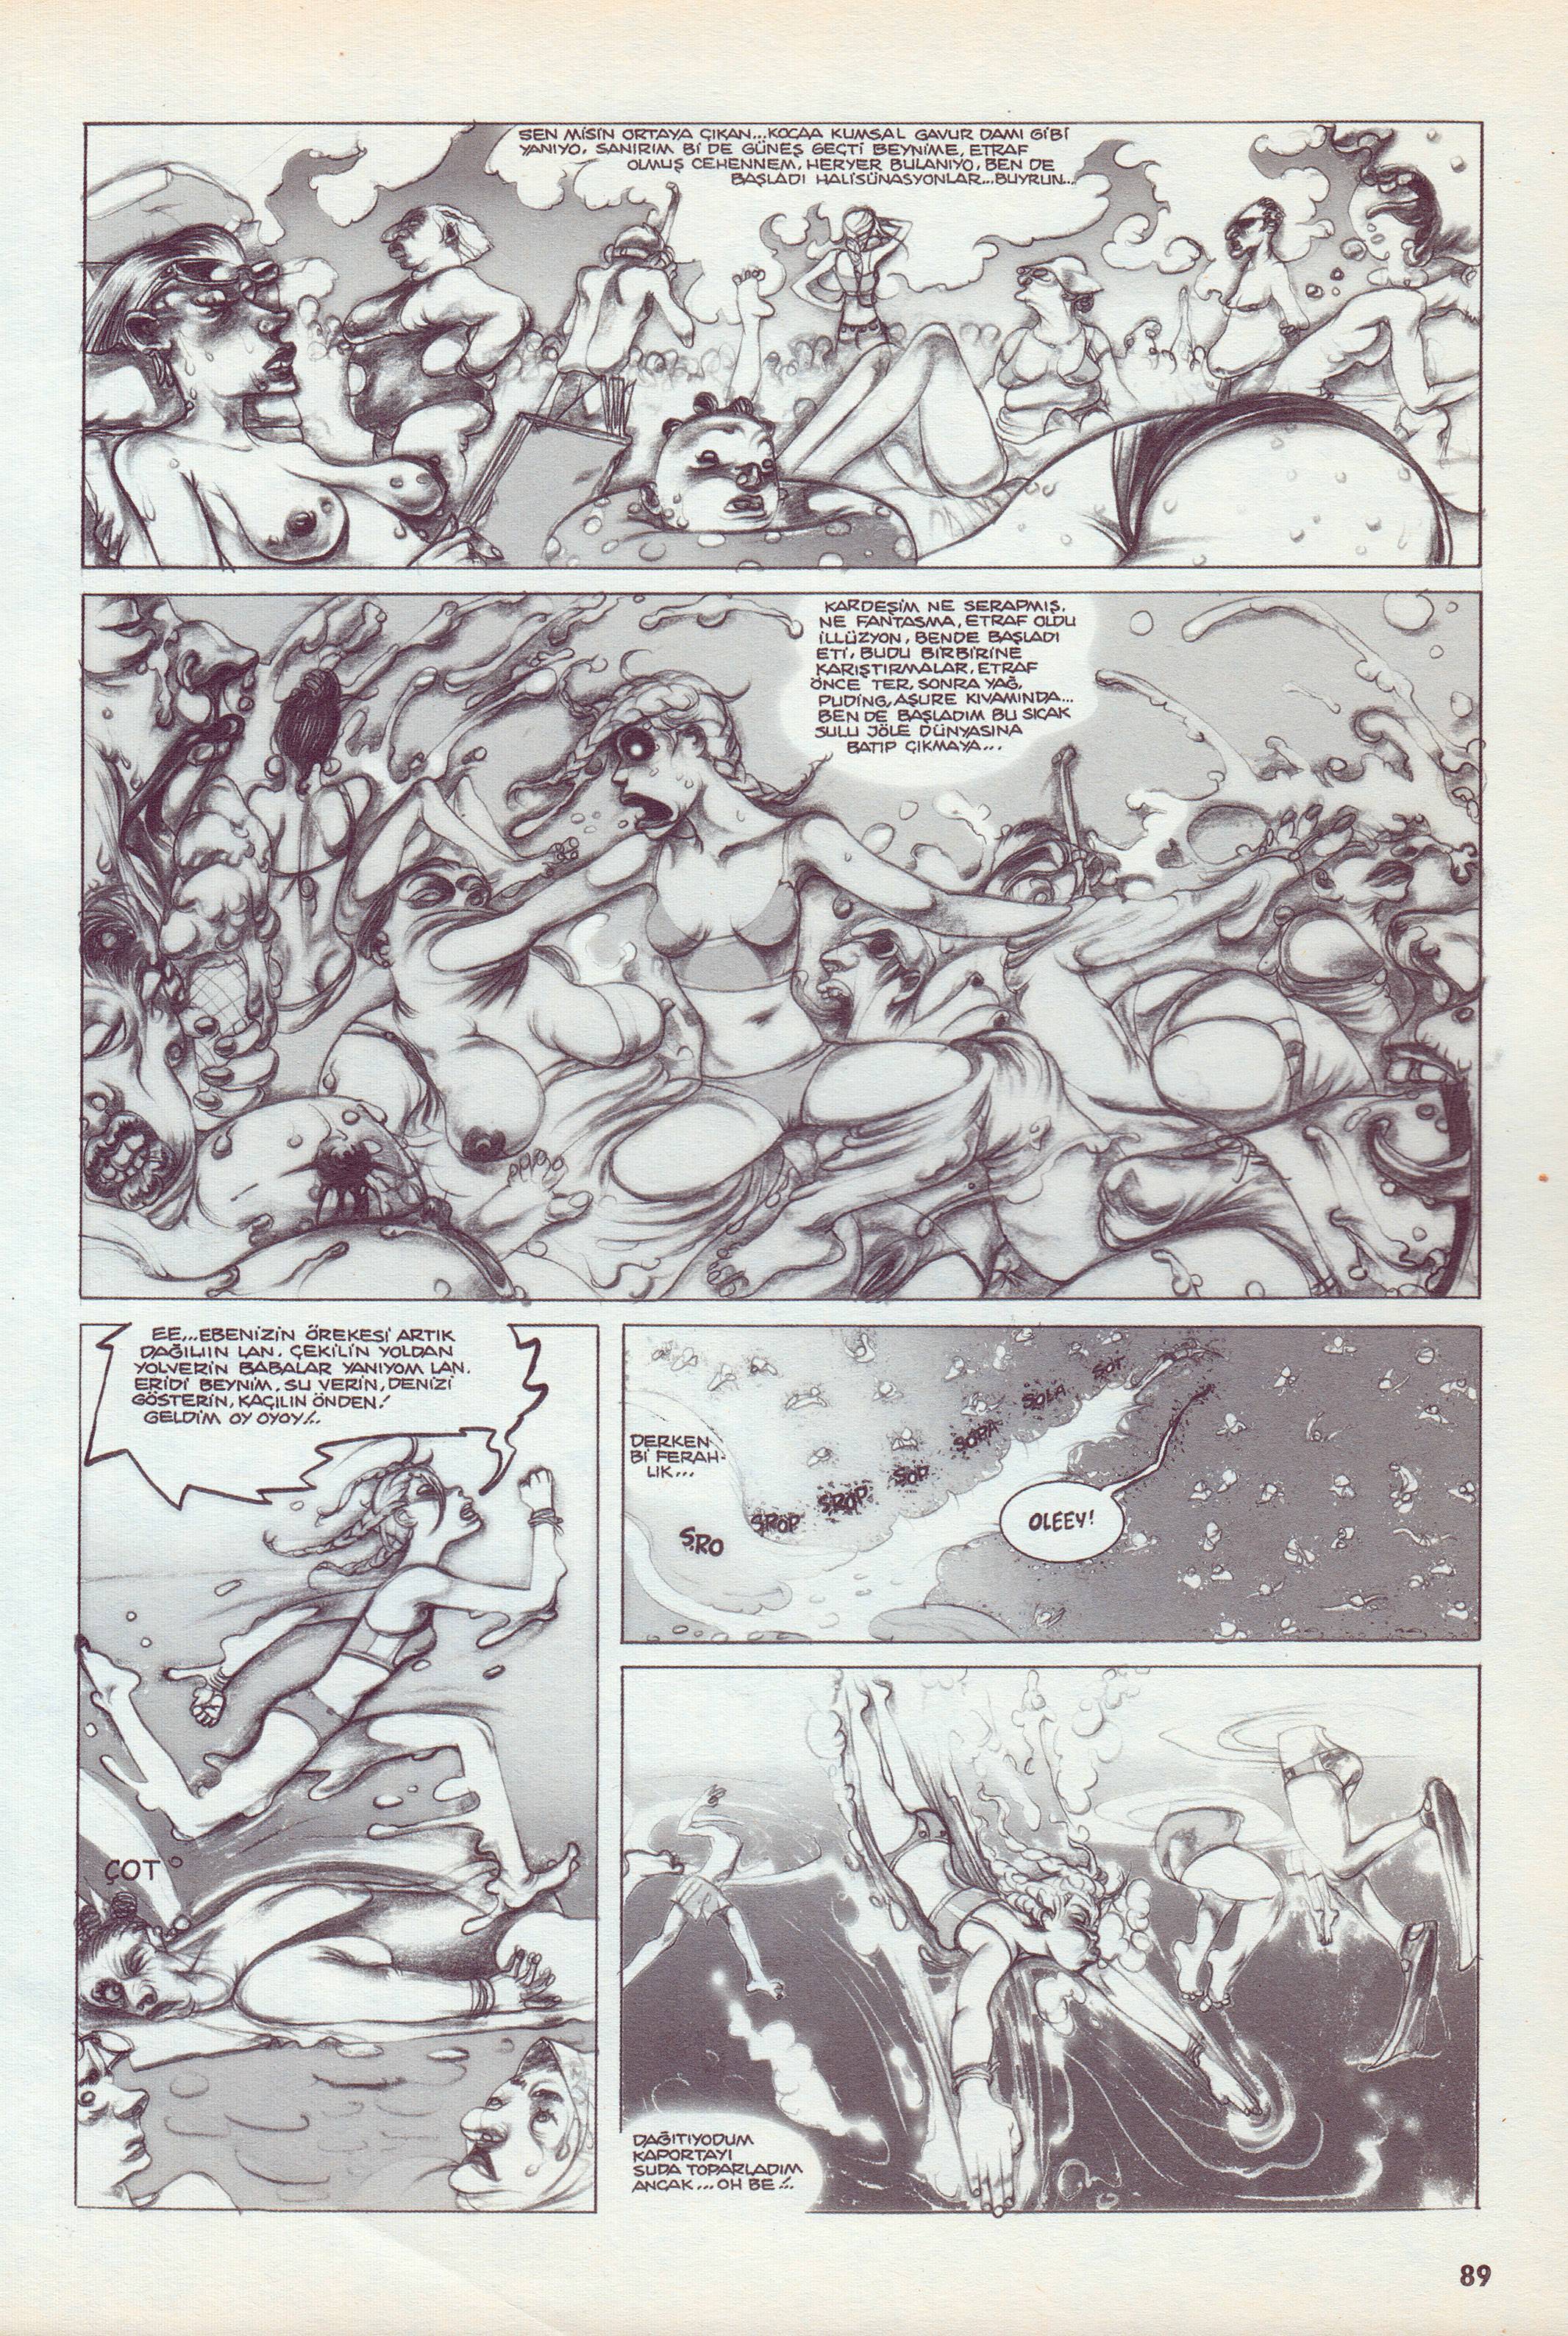 SEN MİSİN ORTAYA ÇIKAN...KOCAA KUMSAL GAVUR DAMI GİBİ
YANIYO, SANIRIM Bİ DE GÜNEŞ GEÇTİ BEYNİME, ETRAF
OLMUŞ CEHENNEM, HERYER BULANIYO, BEN DE
BAŞLADI HALİSÜNASYONLAR...BUYRUN...
KARDEŞİM NE SERAPMIŞ,
NE FANTASMA, ETRAF OLDU
İLLÜZYON, BENDE BAŞLADI
ETİ, BUDU BİRBİRİNE
KARIŞTIRMALAR, ETRAF
ÖNCE TER, SONRA YAĞ,
PUDİNG, AŞURE KIVAMINDA...
BEN DE BAŞLADIM BU SICAK
SULU JÖLE DÜNYASINA
BATIP ÇIKMAYA...
EE...EBENİZİN ÖREKESİ ARTIK
DAĞILIIN LAN. ÇEKİLİN YOLDAN
YOLVERİN BABALAR YANIYOM LAN.
ERİDİ BEYNİM, SU VERİN, DENİZİ
GÖSTERİN, KAÇILIN ÖNDEN!
GELDİM OY OYOY!..
ÇOT
DERKEN
Bİ FERAH-
LIK...
ŞRO
ŞROP
ŞROP
ŞOP
ŞOPA
ŞOLA
ŞOP
OLEEY!
DAĞITIYODUM
KAPORTAYI
SUDA TOPARLADIM
ANCAK...OH BE!..
89